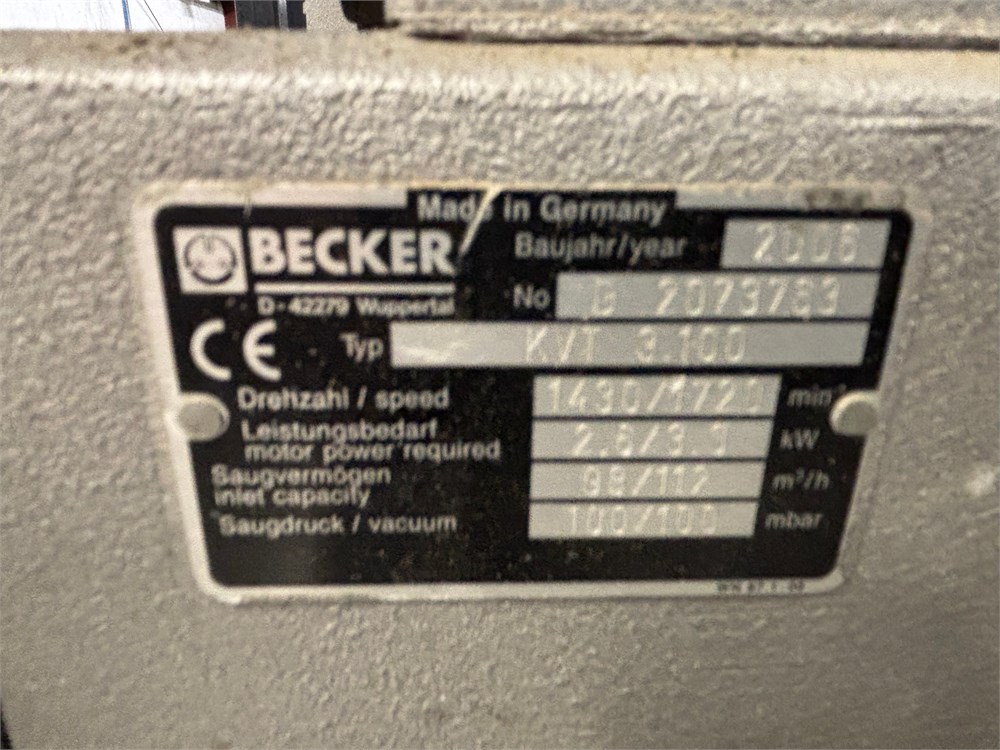 Made in Germany
BECKER
Baujahr/year 2006
D-42279 Wuppertal
No G 2073763
CE Typ KVT 3.100
Drehzahl / speed 1430/1720 min
Leistungsbedarf
motor power required 2.6/3.3 kW
Saugvermögen
inlet capacity 98/112 m³/h
Saugdruck / vacuum 100/100 mbar